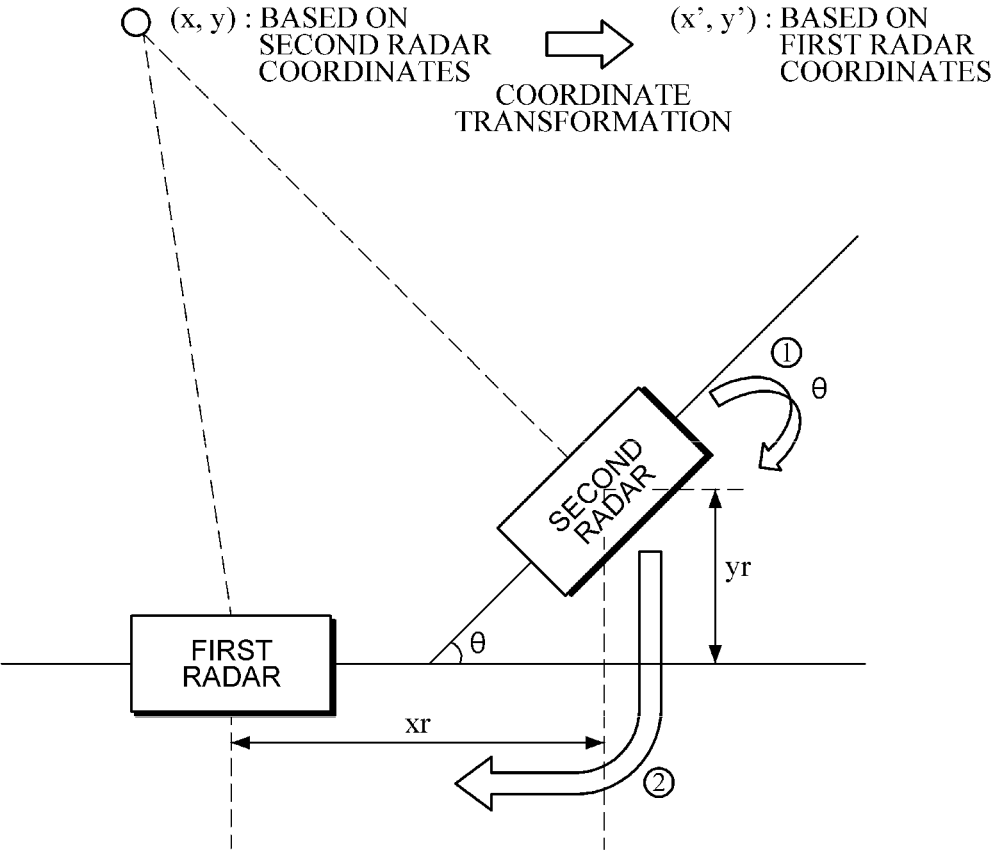 (x, y) : BASED ON
SECOND RADAR
COORDINATES
COORDINATE
TRANSFORMATION
(x’, y’) : BASED ON
FIRST RADAR
COORDINATES
①
θ
SECOND
RADAR
yr
θ
FIRST
RADAR
xr
②